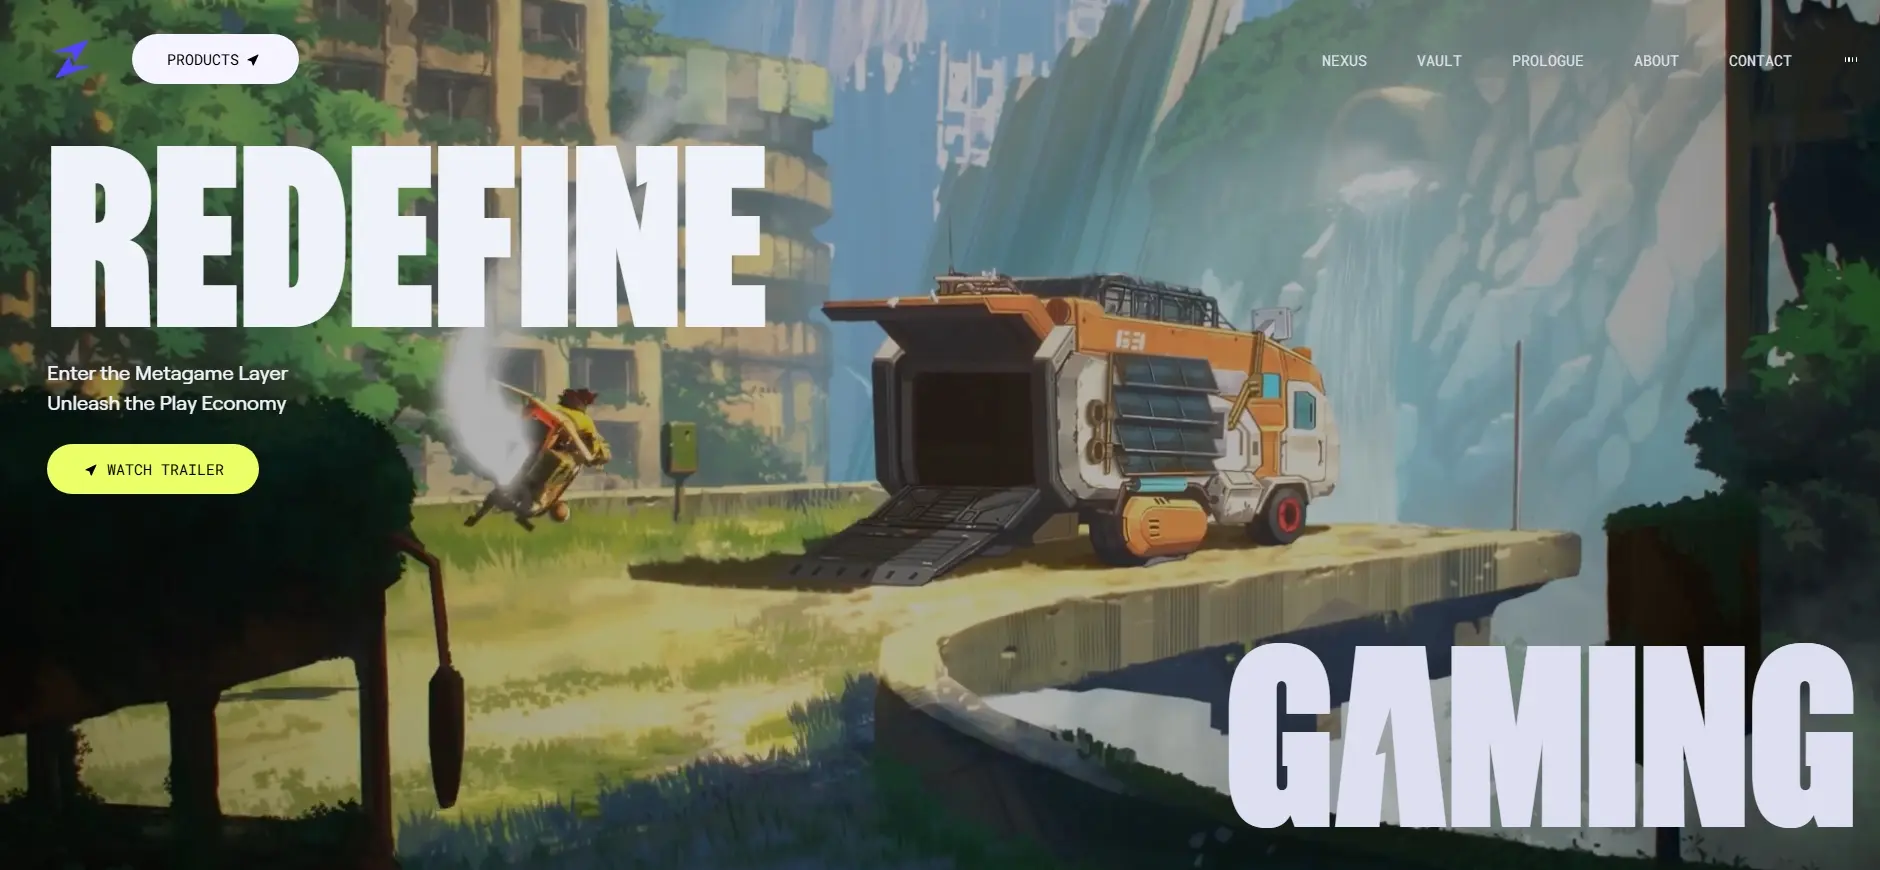 PRODUCTS
NEXUS
VAULT
PROLOGUE
ABOUT
CONTACT
REDEFINE
Enter the Metagame Layer
Unleash the Play Economy
WATCH TRAILER
GAMING